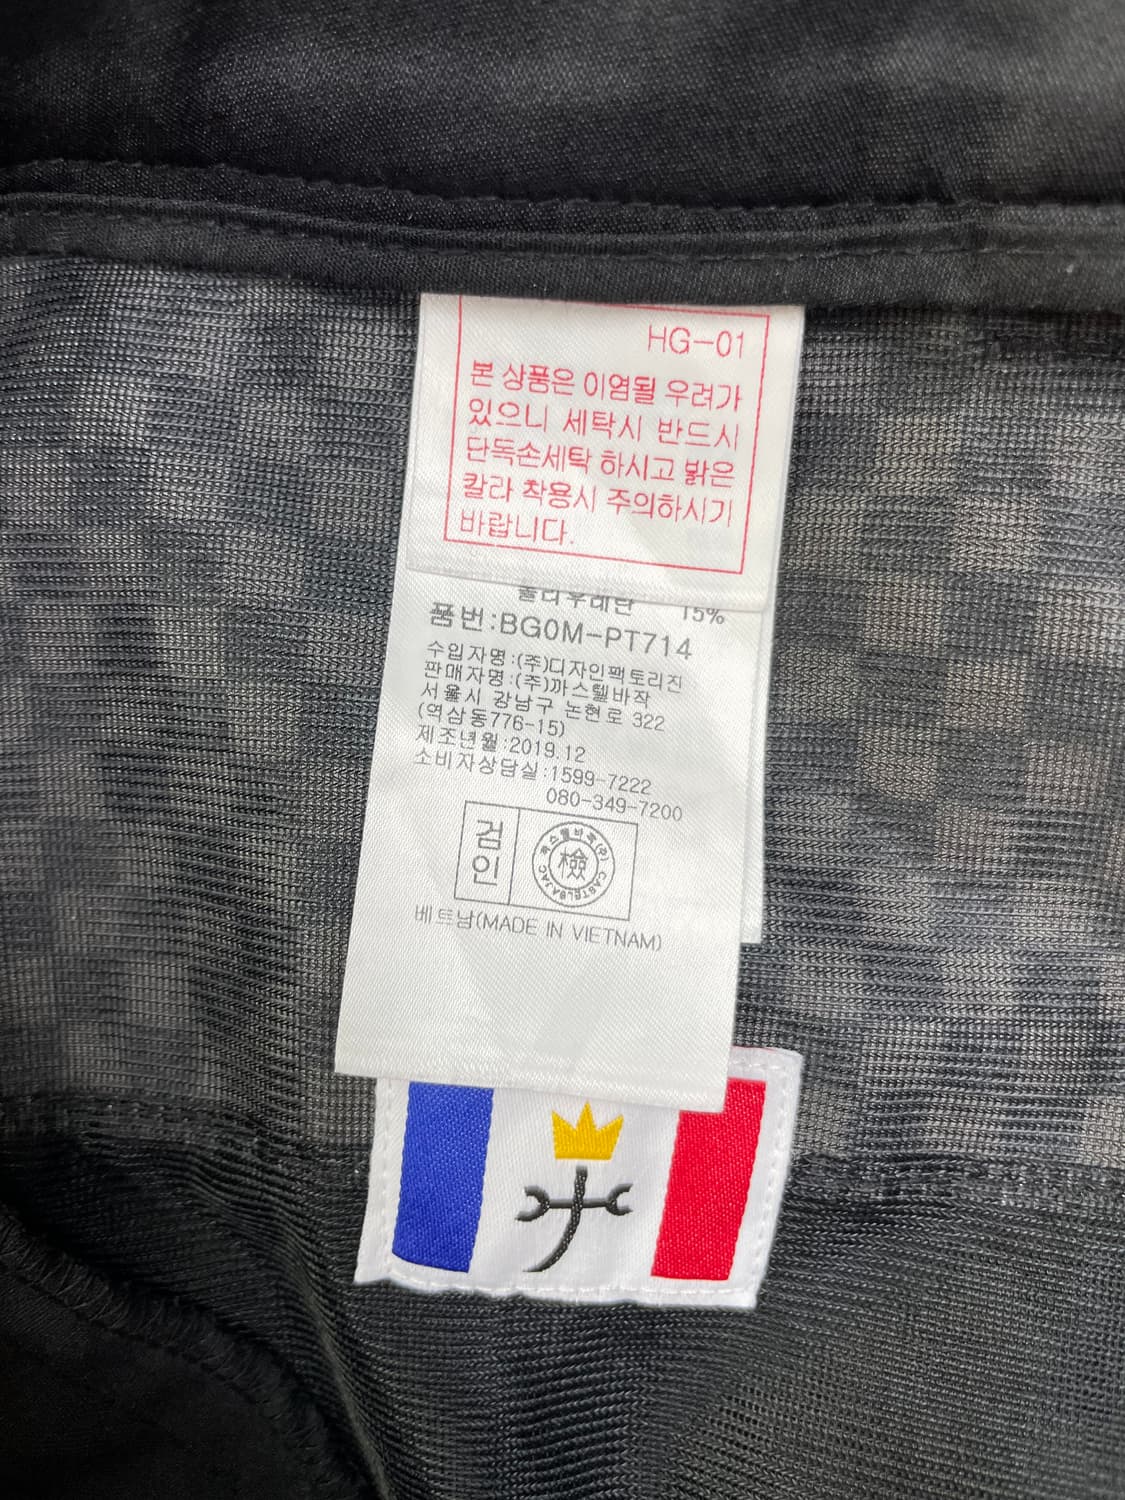 HG-01
본 상품은 이염될 우려가
있으니 세탁시 반드시
단독손세탁 하시고 밝은
칼라 착용시 주의하시기
바랍니다.
폴리우레탄 15%
품번:BG0M-PT714
수입자명:(주)디자인팩토리진
판매자명:(주)까스텔바작
서울시 강남구 논현로 322
(역삼동776-15)
제조년월:2019.12
소비자상담실:1599-7222
080-349-7200
검인
檢
베트남(MADE IN VIETNAM)